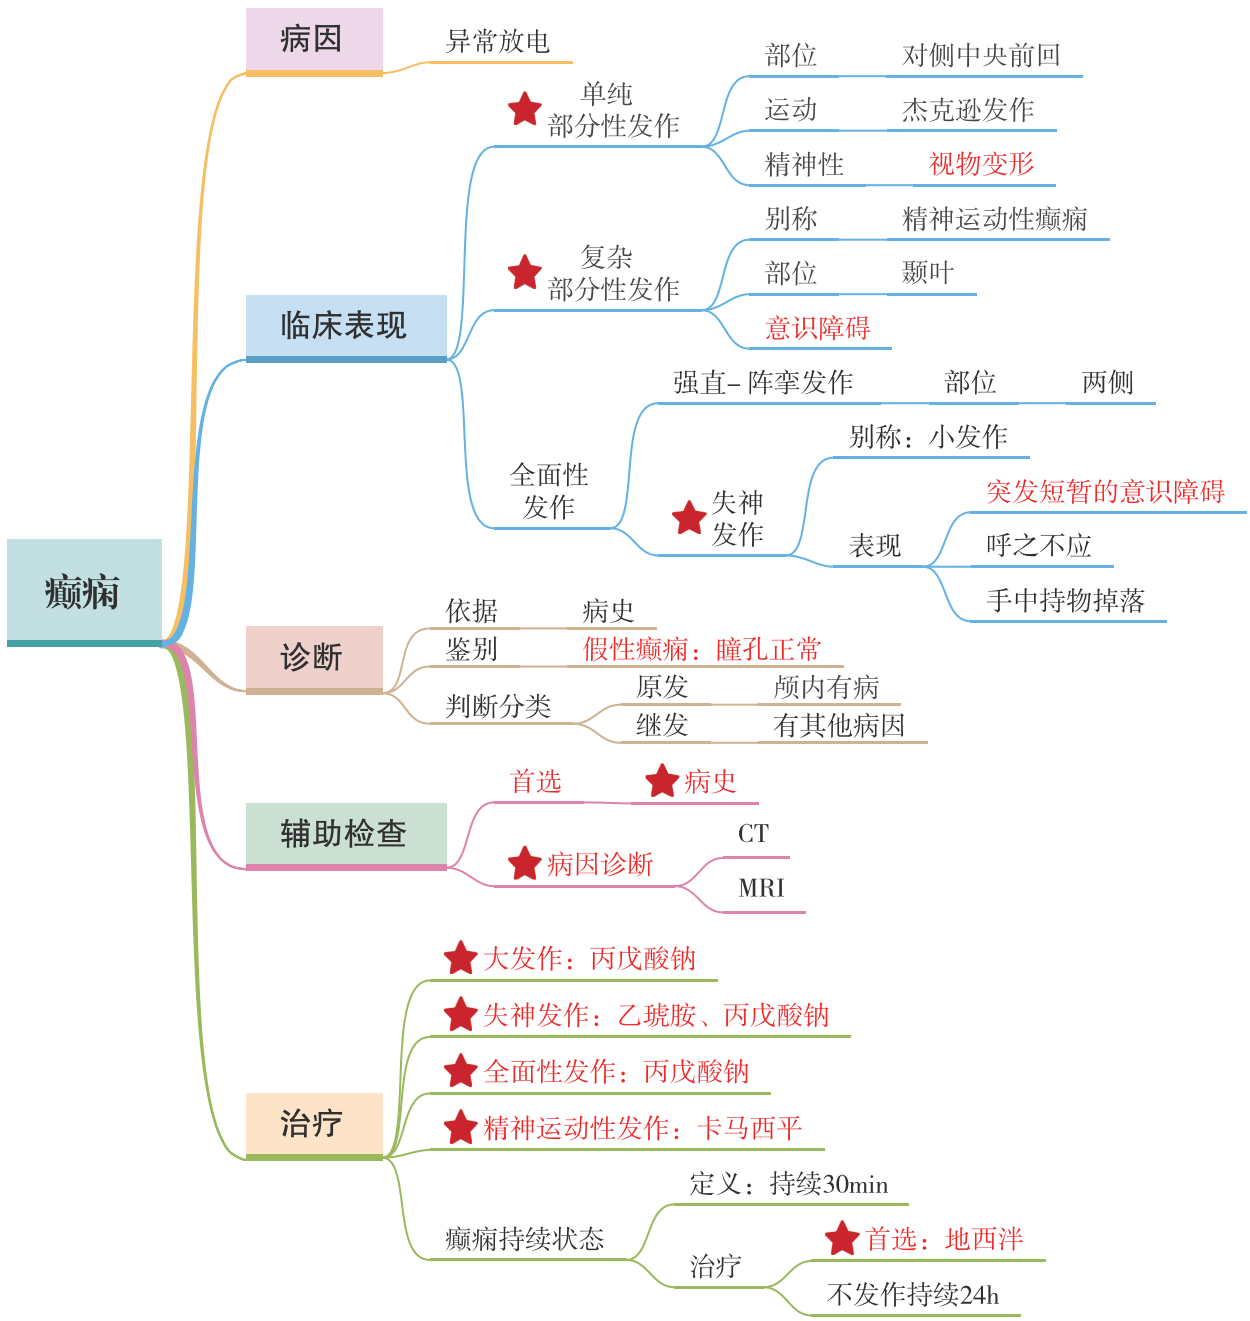 癫痫
病因
异常放电
临床表现
单纯
部分性发作
部位
对侧中央前回
运动
杰克逊发作
精神性
视物变形
复杂
部分性发作
别称
精神运动性癫痫
部位
颞叶
意识障碍
全面性
发作
强直–阵挛发作
部位
两侧
失神
发作
别称：小发作
表现
突发短暂的意识障碍
呼之不应
手中持物掉落
诊断
依据
病史
鉴别
假性癫痫：瞳孔正常
判断分类
原发
颅内有病
继发
有其他病因
辅助检查
首选
病史
病因诊断
CT
MRI
治疗
大发作：丙戊酸钠
失神发作：乙琥胺、丙戊酸钠
全面性发作：丙戊酸钠
精神运动性发作：卡马西平
癫痫持续状态
定义：持续30min
治疗
首选：地西泮
不发作持续24h